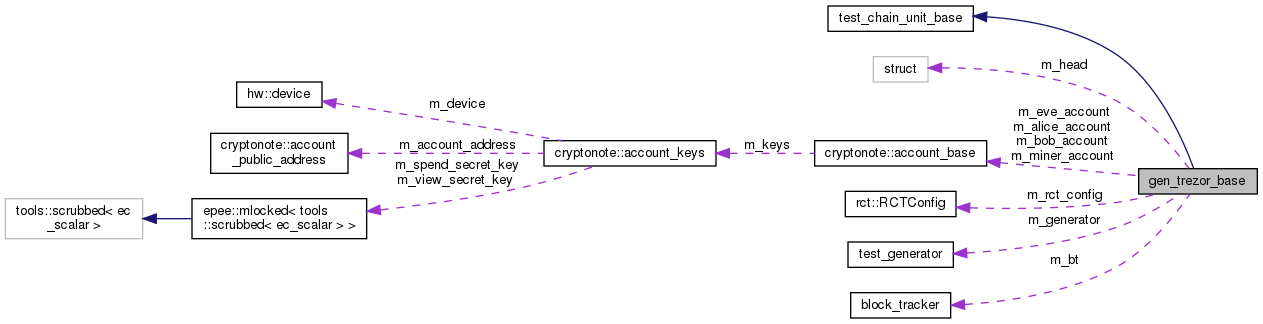 test_chain_unit_base
struct
m_head
hw::device
m_device
m_eve_account
m_alice_account
m_bob_account
m_miner_account
cryptonote::account
_public_address
m_account_address
cryptonote::account_keys
m_keys
cryptonote::account_base
gen_trezor_base
m_spend_secret_key
m_view_secret_key
tools::scrubbed< ec
_scalar >
epee::mlocked< tools
::scrubbed< ec_scalar > >
rct::RCTConfig
m_rct_config
test_generator
m_generator
block_tracker
m_bt